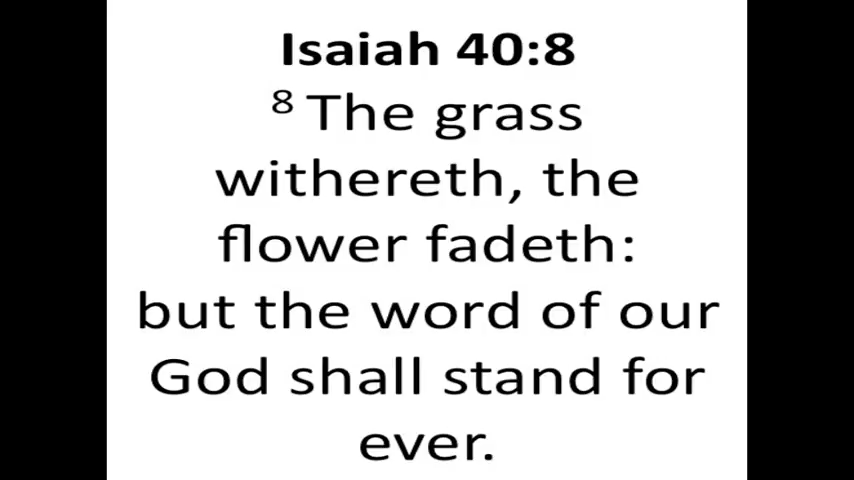 Isaiah 40:8
8 The grass
withereth, the
flower fadeth:
but the word of our
God shall stand for
ever.